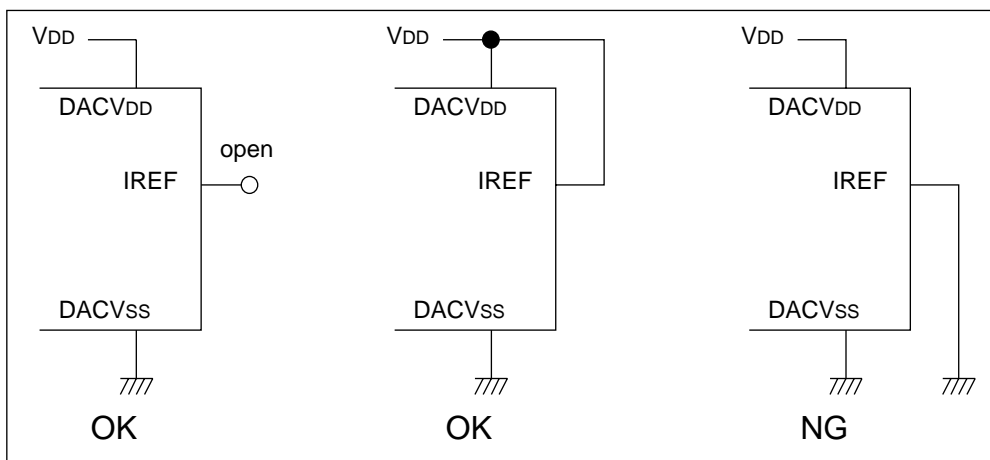 VDD
DACVDD
open
IREF
DACVSS
OK
VDD
DACVDD
IREF
DACVSS
OK
VDD
DACVDD
IREF
DACVSS
NG